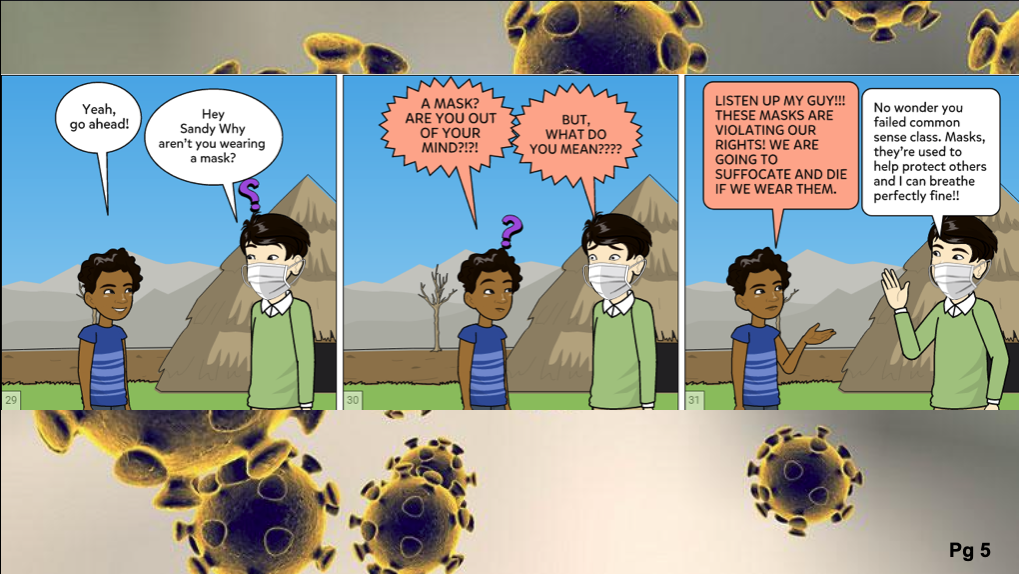 Yeah,
go ahead!
Hey
Sandy Why
aren't you wearing
a mask?
29
A MASK?
ARE YOU OUT
OF YOUR
MIND?!?!
BUT,
WHAT DO
YOU MEAN????
30
LISTEN UP MY GUY!!!
THESE MASKS ARE
VIOLATING OUR
RIGHTS! WE ARE
GOING TO
SUFFOCATE AND DIE
IF WE WEAR THEM.
No wonder you
failed common
sense class. Masks,
they're used to
help protect others
and I can breathe
perfectly fine!!
31
Pg 5